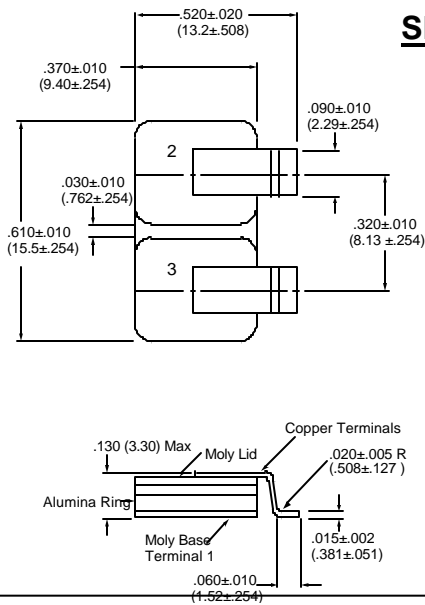 .520±.020
(13.2±.508)
.370±.010
(9.40±.254)
.090±.010
(2.29±.254)
2
.030±.010
(.762±.254)
.610±.010
(15.5±.254)
.320±.010
(8.13 ±.254)
3
Copper Terminals
.130 (3.30) Max
Moly Lid
.020±.005 R
(.508±.127 )
Alumina Ring
Moly Base
Terminal 1
.015±.002
(.381±.051)
.060±.010
(1.52±.254)